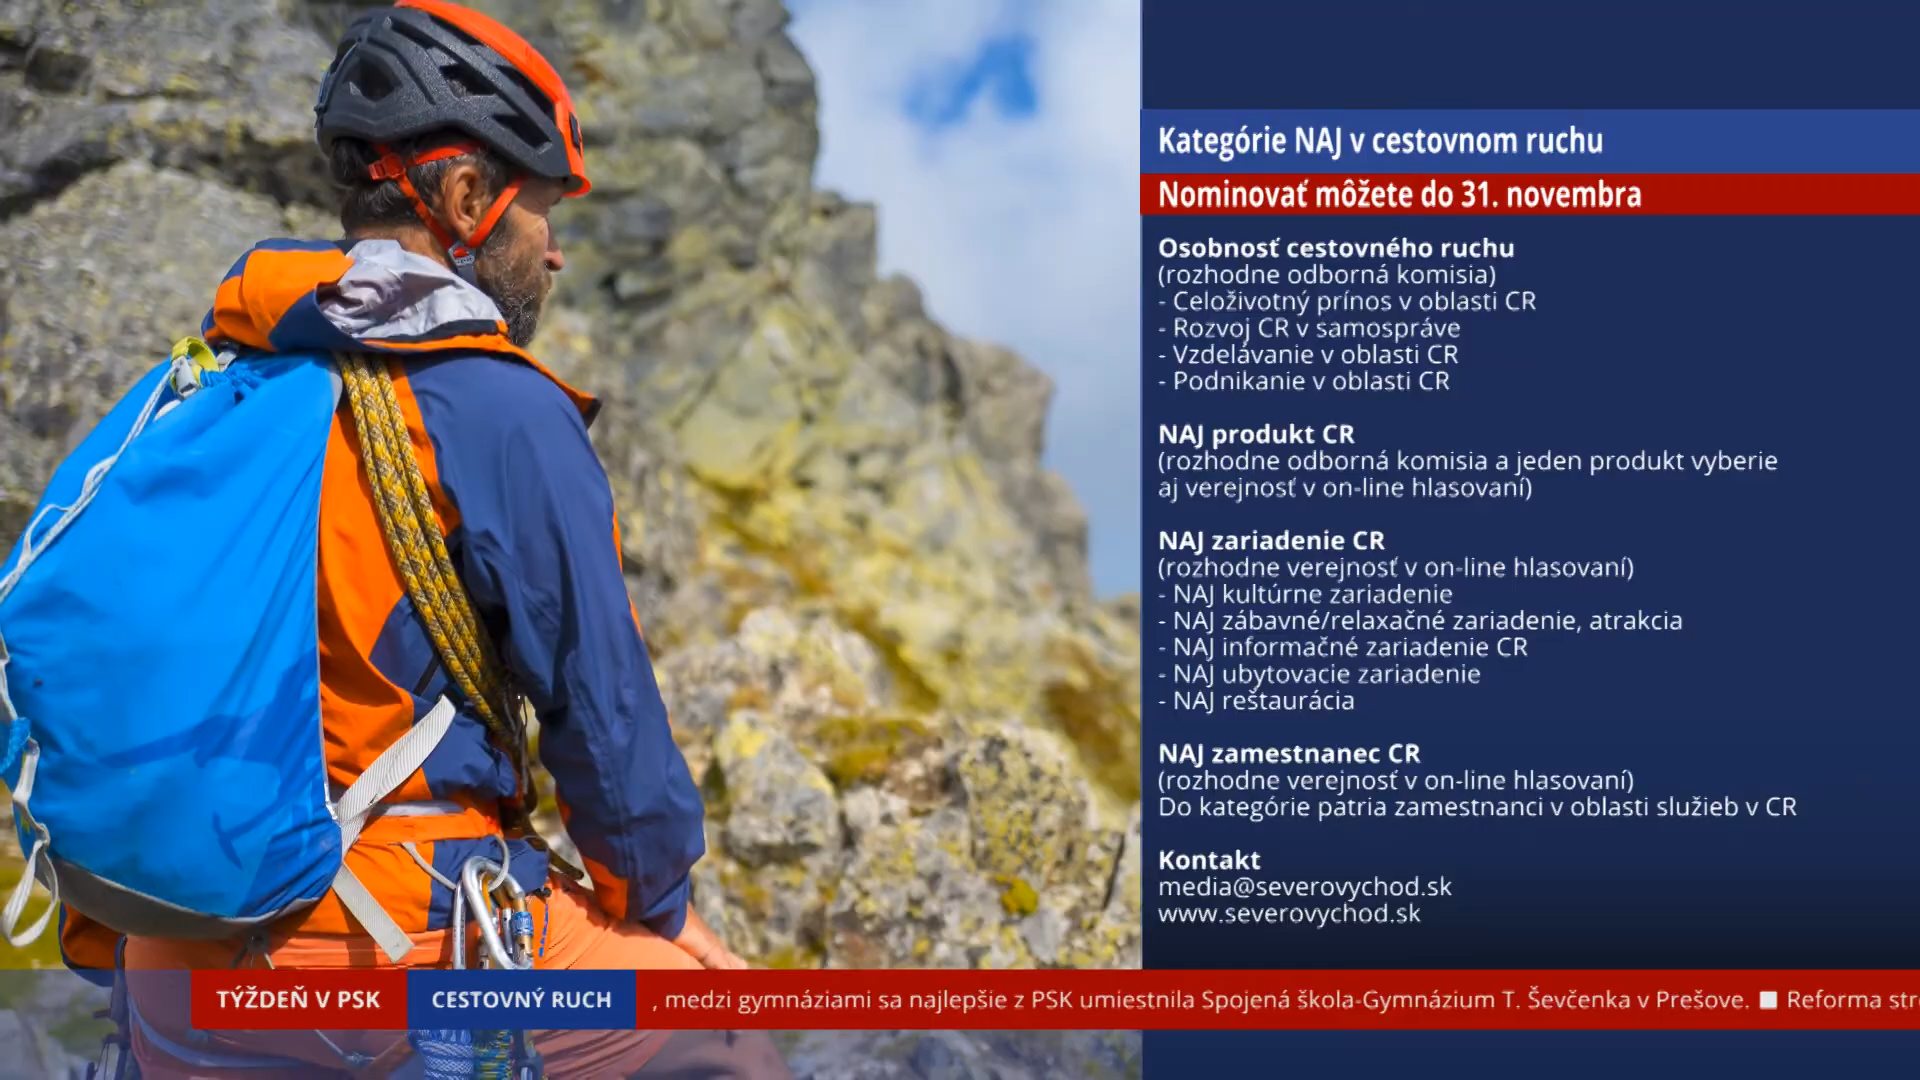 Kategórie NAJ v cestovnom ruchu
Nominovať môžete do 31. novembra
Osobnosť cestovného ruchu
(rozhodne odborná komisia)
- Celoživotný prínos v oblasti CR
- Rozvoj CR v samospráve
- Vzdelávanie v oblasti CR
- Podnikanie v oblasti CR
NAJ produkt CR
(rozhodne odborná komisia a jeden produkt vyberie
aj verejnosť v on-line hlasovaní)
NAJ zariadenie CR
(rozhodne verejnosť v on-line hlasovaní)
- NAJ kultúrne zariadenie
- NAJ zábavné/relaxačné zariadenie, atrakcia
- NAJ informačné zariadenie CR
- NAJ ubytovacie zariadenie
- NAJ reštaurácia
NAJ zamestnanec CR
(rozhodne verejnosť v on-line hlasovaní)
Do kategórie patria zamestnanci v oblasti služieb v CR
Kontakt
media@severovychod.sk
www.severovychod.sk
TÝŽDEŇ V PSK CESTOVNÝ RUCH , medzi gymnáziami sa najlepšie z PSK umiestnila Spojená škola-Gymnázium T. Ševčenka v Prešove. Reforma str